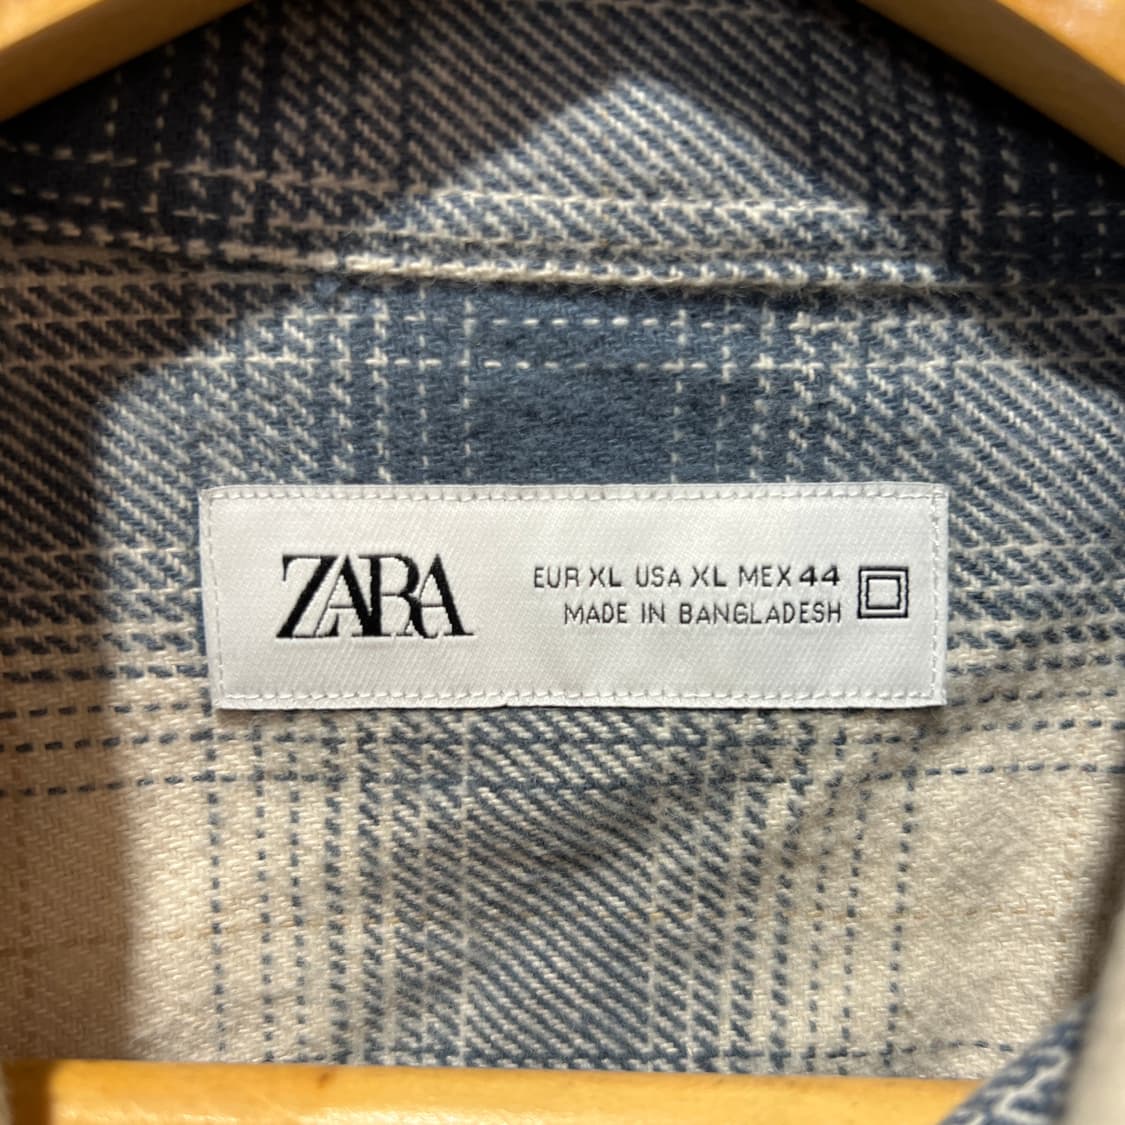 ZARA
EUR XL USA XL MEX 44
MADE IN BANGLADESH